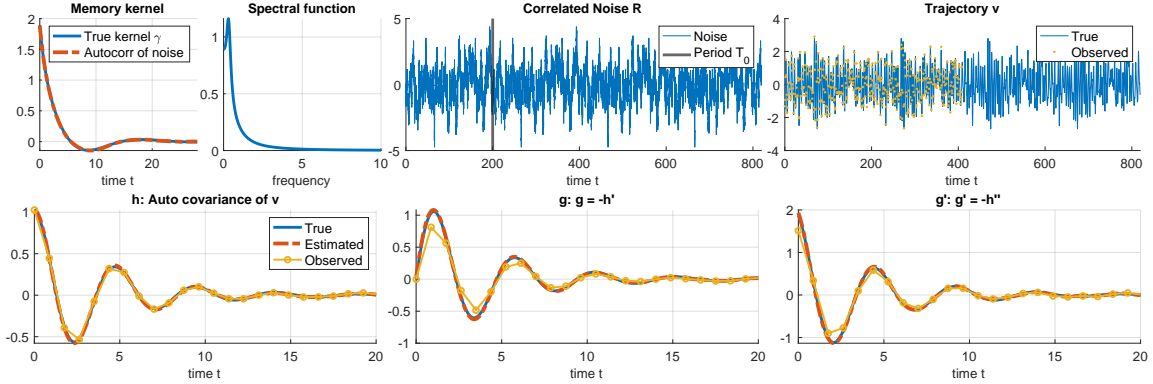 Memory kernel
2
1.5
1
0.5
0
0
10
20
time t
True kernel γ
Autocorr of noise
Spectral function
1
0.5
0
0
5
10
frequency
Correlated Noise R
5
0
-5
0
200
400
600
800
time t
Noise
Period T0
Trajectory v
4
2
0
-2
-4
0
200
400
600
800
time t
True
Observed
h: Auto covariance of v
1
0.5
0
-0.5
0
5
10
15
20
time t
True
Estimated
Observed
g: g = -h'
1
0.5
0
-0.5
-1
0
5
10
15
20
time t
g': g' = -h''
2
1
0
-1
0
5
10
15
20
time t